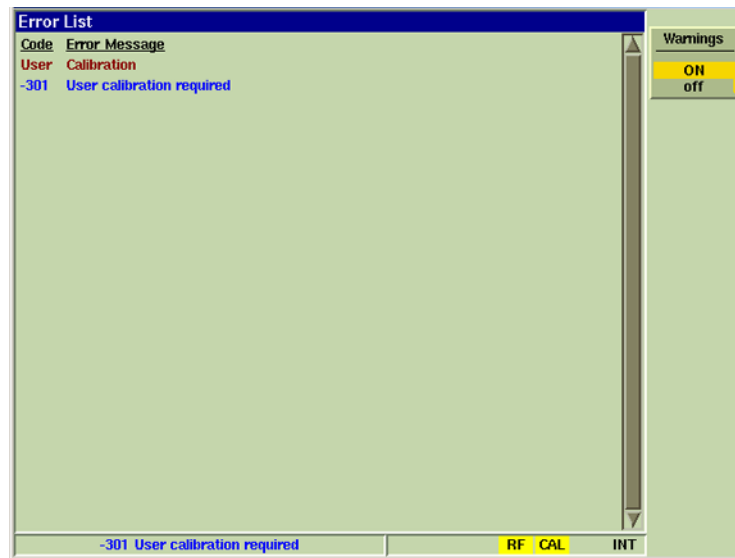 Error List
Code Error Message
User Calibration
-301 User calibration required
Warnings
ON
off
-301 User calibration required
RF CAL INT